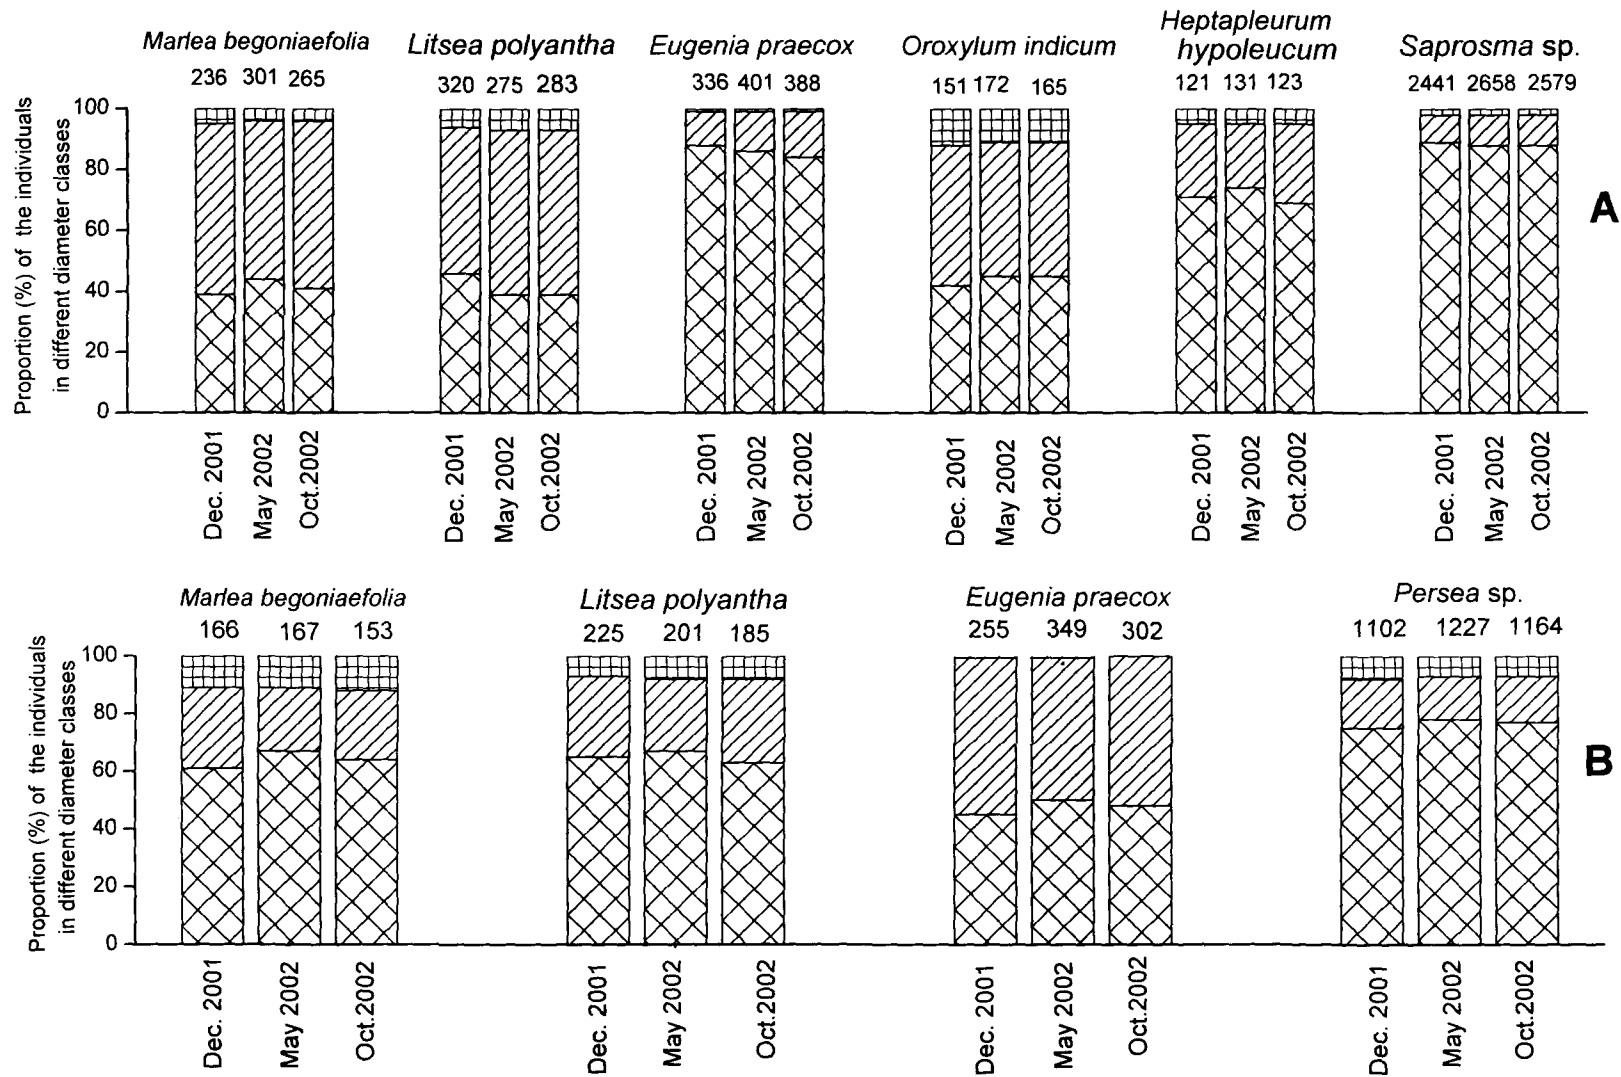 Marlea begoniaefolia Litsea polyantha Eugenia praecox Oroxylum indicum Heptapleurum hypoleucum Saprosma sp.
236 301 265 320 275 283 336 401 388 151 172 165 121 131 123 2441 2658 2579
Proportion (%) of the individuals
in different diameter classes
100
80
60
40
20
0
A
Dec. 2001 May 2002 Oct.2002 Dec. 2001 May 2002 Oct.2002 Dec. 2001 May 2002 Oct.2002 Dec. 2001 May 2002 Oct.2002 Dec. 2001 May 2002 Oct.2002 Dec. 2001 May 2002 Oct.2002
Marlea begoniaefolia Litsea polyantha Eugenia praecox Persea sp.
166 167 153 225 201 185 255 349 302 1102 1227 1164
Proportion (%) of the individuals
in different diameter classes
100
80
60
40
20
0
B
Dec. 2001 May 2002 Oct.2002 Dec. 2001 May 2002 Oct.2002 Dec. 2001 May 2002 Oct.2002 Dec. 2001 May 2002 Oct.2002